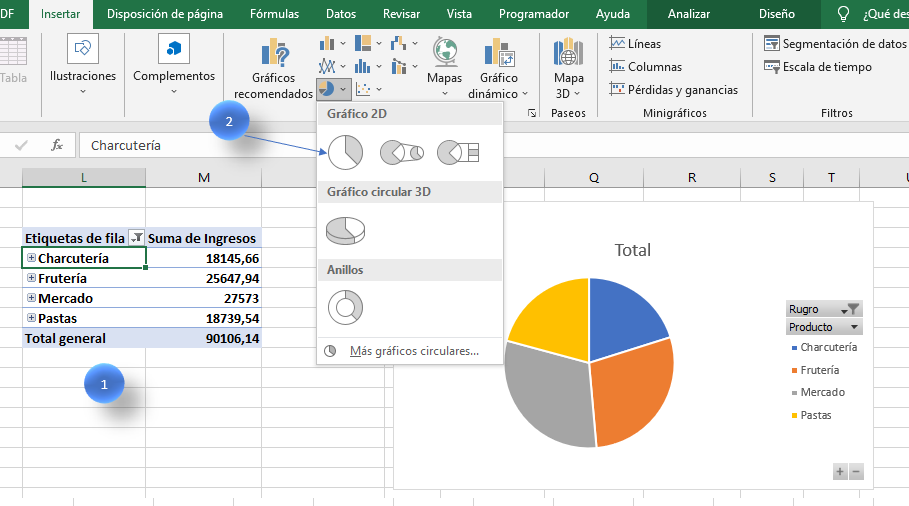 DF Insertar Disposición de página Fórmulas Datos Revisar Vista Programador Ayuda Analizar Diseño ¿Qué des
Tabla
Ilustraciones
Complementos
Gráficos
recomendados
Mapas
Gráfico
dinámico
Mapa
3D
Paseos
Líneas
Columnas
Pérdidas y ganancias
Minigráficos
Segmentación de datos
Escala de tiempo
Filtros
2
fx Charcutería
Gráfico 2D
Gráfico circular 3D
Anillos
Más gráficos circulares...
L M Q R S T
Etiquetas de fila Suma de Ingresos
Charcutería 18145,66
Frutería 25647,94
Mercado 27573
Pastas 18739,54
Total general 90106,14
1
Total
Rugro
Producto
Charcutería
Frutería
Mercado
Pastas